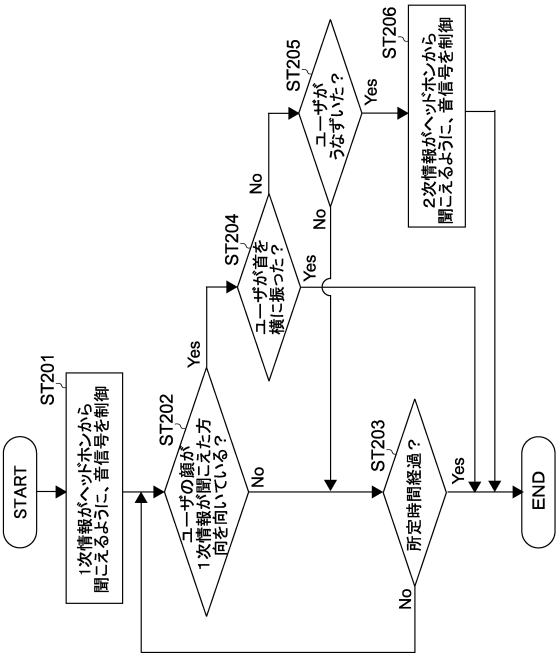 START
ST201
1次情報がヘッドホンから
聞こえるように、音信号を制御
ST202
ユーザの顔が
1次情報が聞こえた方
向を向いている?
Yes
No
ST203
所定時間経過?
Yes
No
ST204
ユーザが首を
横に振った?
Yes
No
ST205
ユーザが
うなずいた?
Yes
No
ST206
2次情報がヘッドホンから
聞こえるように、音信号を制御
END